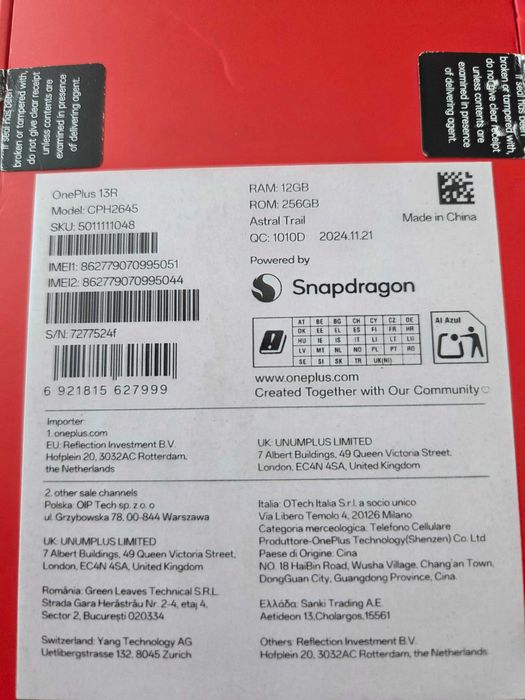 If seal has been
broken or tampered with,
do not give clear receipt
unless contents are
examined in presence
of delivering agent.
If seal has been
broken or tampered with,
do not give clear receipt
unless contents are
examined in presence
of delivering agent.
OnePlus 13R
Model: CPH2645
SKU: 5011111048
IMEI1: 862779070995051
IMEI2: 862779070995044
S/N: 7277524f
6 921815 627999
RAM: 12GB
ROM: 256GB
Astral Trail
QC: 1010D 2024.11.21
Made in China
Powered by
Snapdragon
AT BE BG CH CY CZ DE
DK EE EL ES FI FR HR
HU IE IS IT LI LT LU
LV MT NL NO PL PT RO
SE SI SK TR UK(NI)
Al Azul
www.oneplus.com
Created Together with Our Community
Importer:
1. oneplus.com
EU: Reflection Investment B.V.
Hofplein 20, 3032AC Rotterdam,
the Netherlands
UK: UNUMPLUS LIMITED
7 Albert Buildings, 49 Queen Victoria Street,
London, EC4N 4SA, United Kingdom
2. other sale channels
Polska: OIP Tech sp. z o. o
ul. Grzybowska 78, 00-844 Warszawa
UK: UNUMPLUS LIMITED
7 Albert Buildings, 49 Queen Victoria Street,
London, EC4N 4SA, United Kingdom
România: Green Leaves Technical S.R.L.
Strada Gara Herăstrău Nr. 2-4, etaj 4,
Sector 2, București 020334
Switzerland: Yang Technology AG
Uetlibergstrasse 132, 8045 Zurich
Italia: OTech Italia S.r.l. a socio unico
Via Libero Temolo 4, 20126 Milano
Categoria merceologica: Telefono Cellulare
Produttore-OnePlus Technology(Shenzen) Co. Ltd
Paese di Origine: Cina
NO. 18 HaiBin Road, Wusha Village, Chang'an Town,
DongGuan City, Guangdong Province, Cina.
Ελλάδα: Sanki Trading A.E.
Aetideon 13,Cholargos,15561
Others: Reflection Investment B.V.
Hofplein 20, 3032AC Rotterdam, the Netherlands